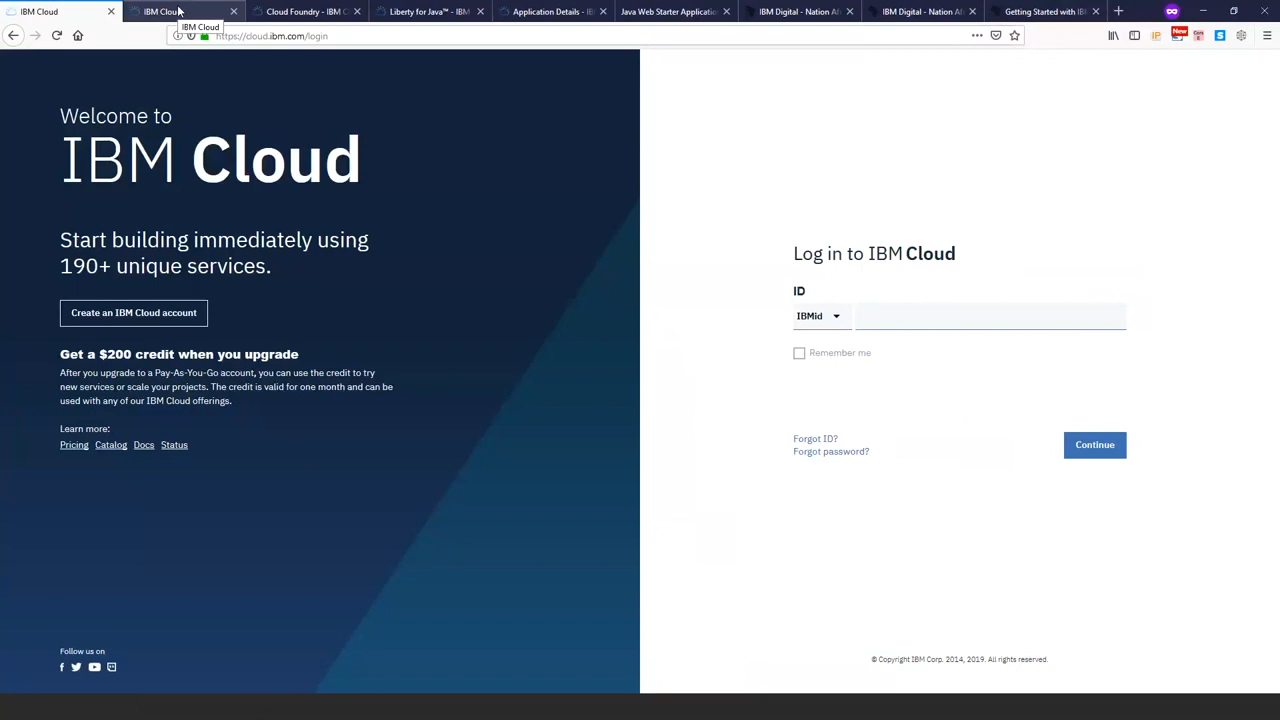 IBM Cloud
IBM Cloud
Cloud Foundry - IBM C
Liberty for Java™ - IBM
Application Details - IB
Java Web Starter Application
IBM Digital - Nation Af
IBM Digital - Nation Af
Getting Started with IB
IBM Cloud
https://cloud.ibm.com/login
New
Welcome to
IBM Cloud
Start building immediately using
190+ unique services.
Create an IBM Cloud account
Get a $200 credit when you upgrade
After you upgrade to a Pay-As-You-Go account, you can use the credit to try
new services or scale your projects. The credit is valid for one month and can be
used with any of our IBM Cloud offerings.
Learn more:
Pricing Catalog Docs Status
Follow us on
Log in to IBM Cloud
ID
IBMid
Remember me
Forgot ID?
Forgot password?
Continue
© Copyright IBM Corp. 2014, 2019. All rights reserved.